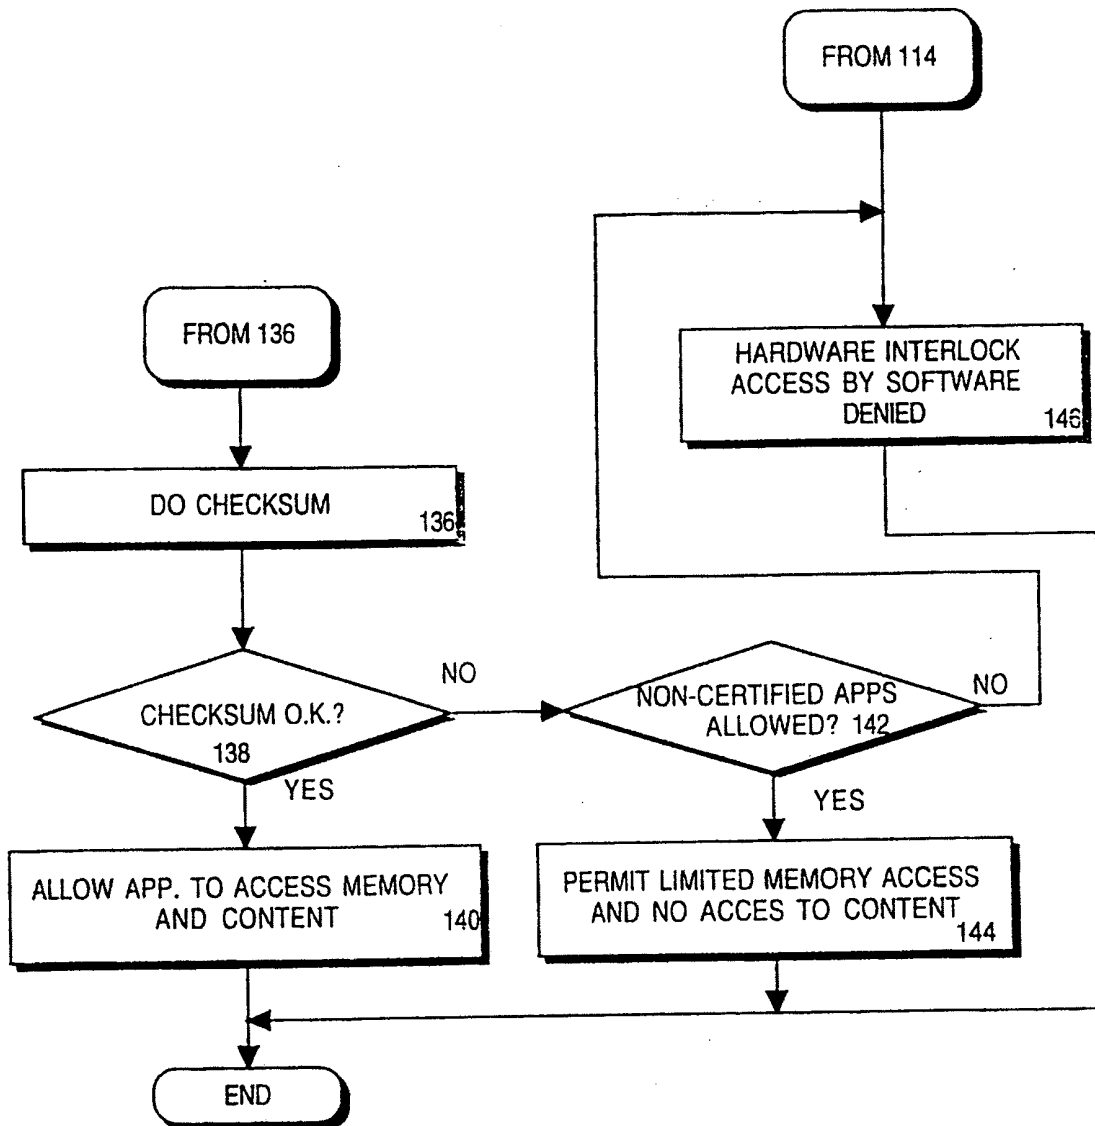 FROM 114
HARDWARE INTERLOCK
ACCESS BY SOFTWARE
DENIED
146
FROM 136
DO CHECKSUM
136
CHECKSUM O.K.?
138
NO
YES
NON-CERTIFIED APPS
ALLOWED? 142
NO
YES
ALLOW APP. TO ACCESS MEMORY
AND CONTENT
140
PERMIT LIMITED MEMORY ACCESS
AND NO ACCES TO CONTENT
144
END